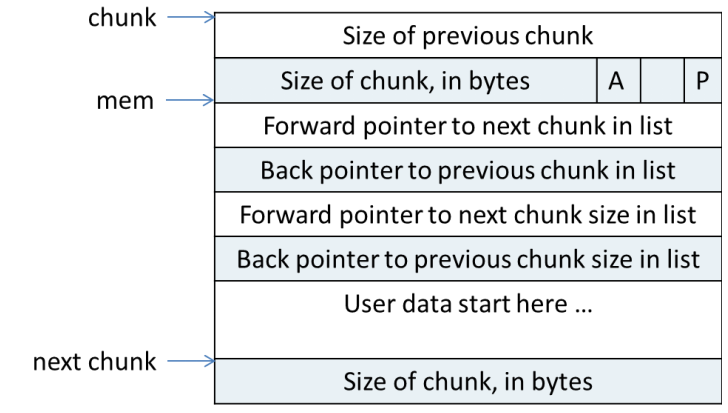 chunk
Size of previous chunk
Size of chunk, in bytes
A
P
mem
Forward pointer to next chunk in list
Back pointer to previous chunk in list
Forward pointer to next chunk size in list
Back pointer to previous chunk size in list
User data start here ...
next chunk
Size of chunk, in bytes